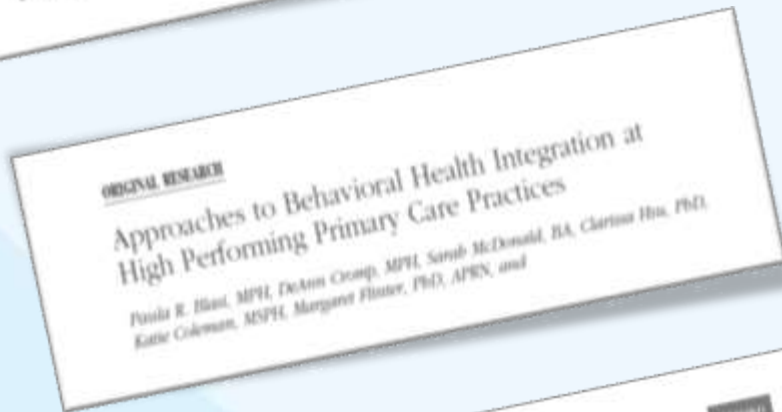 ORIGINAL RESEARCH
Approaches to Behavioral Health Integration at
High Performing Primary Care Practices
Paula R. Blasi, MPH, DeAnn Cromp, MPH, Sarah McDonald, BA, Clarissa Hsu, PhD,
Katie Coleman, MSPH, Margaret Flinter, PhD, APRN, and